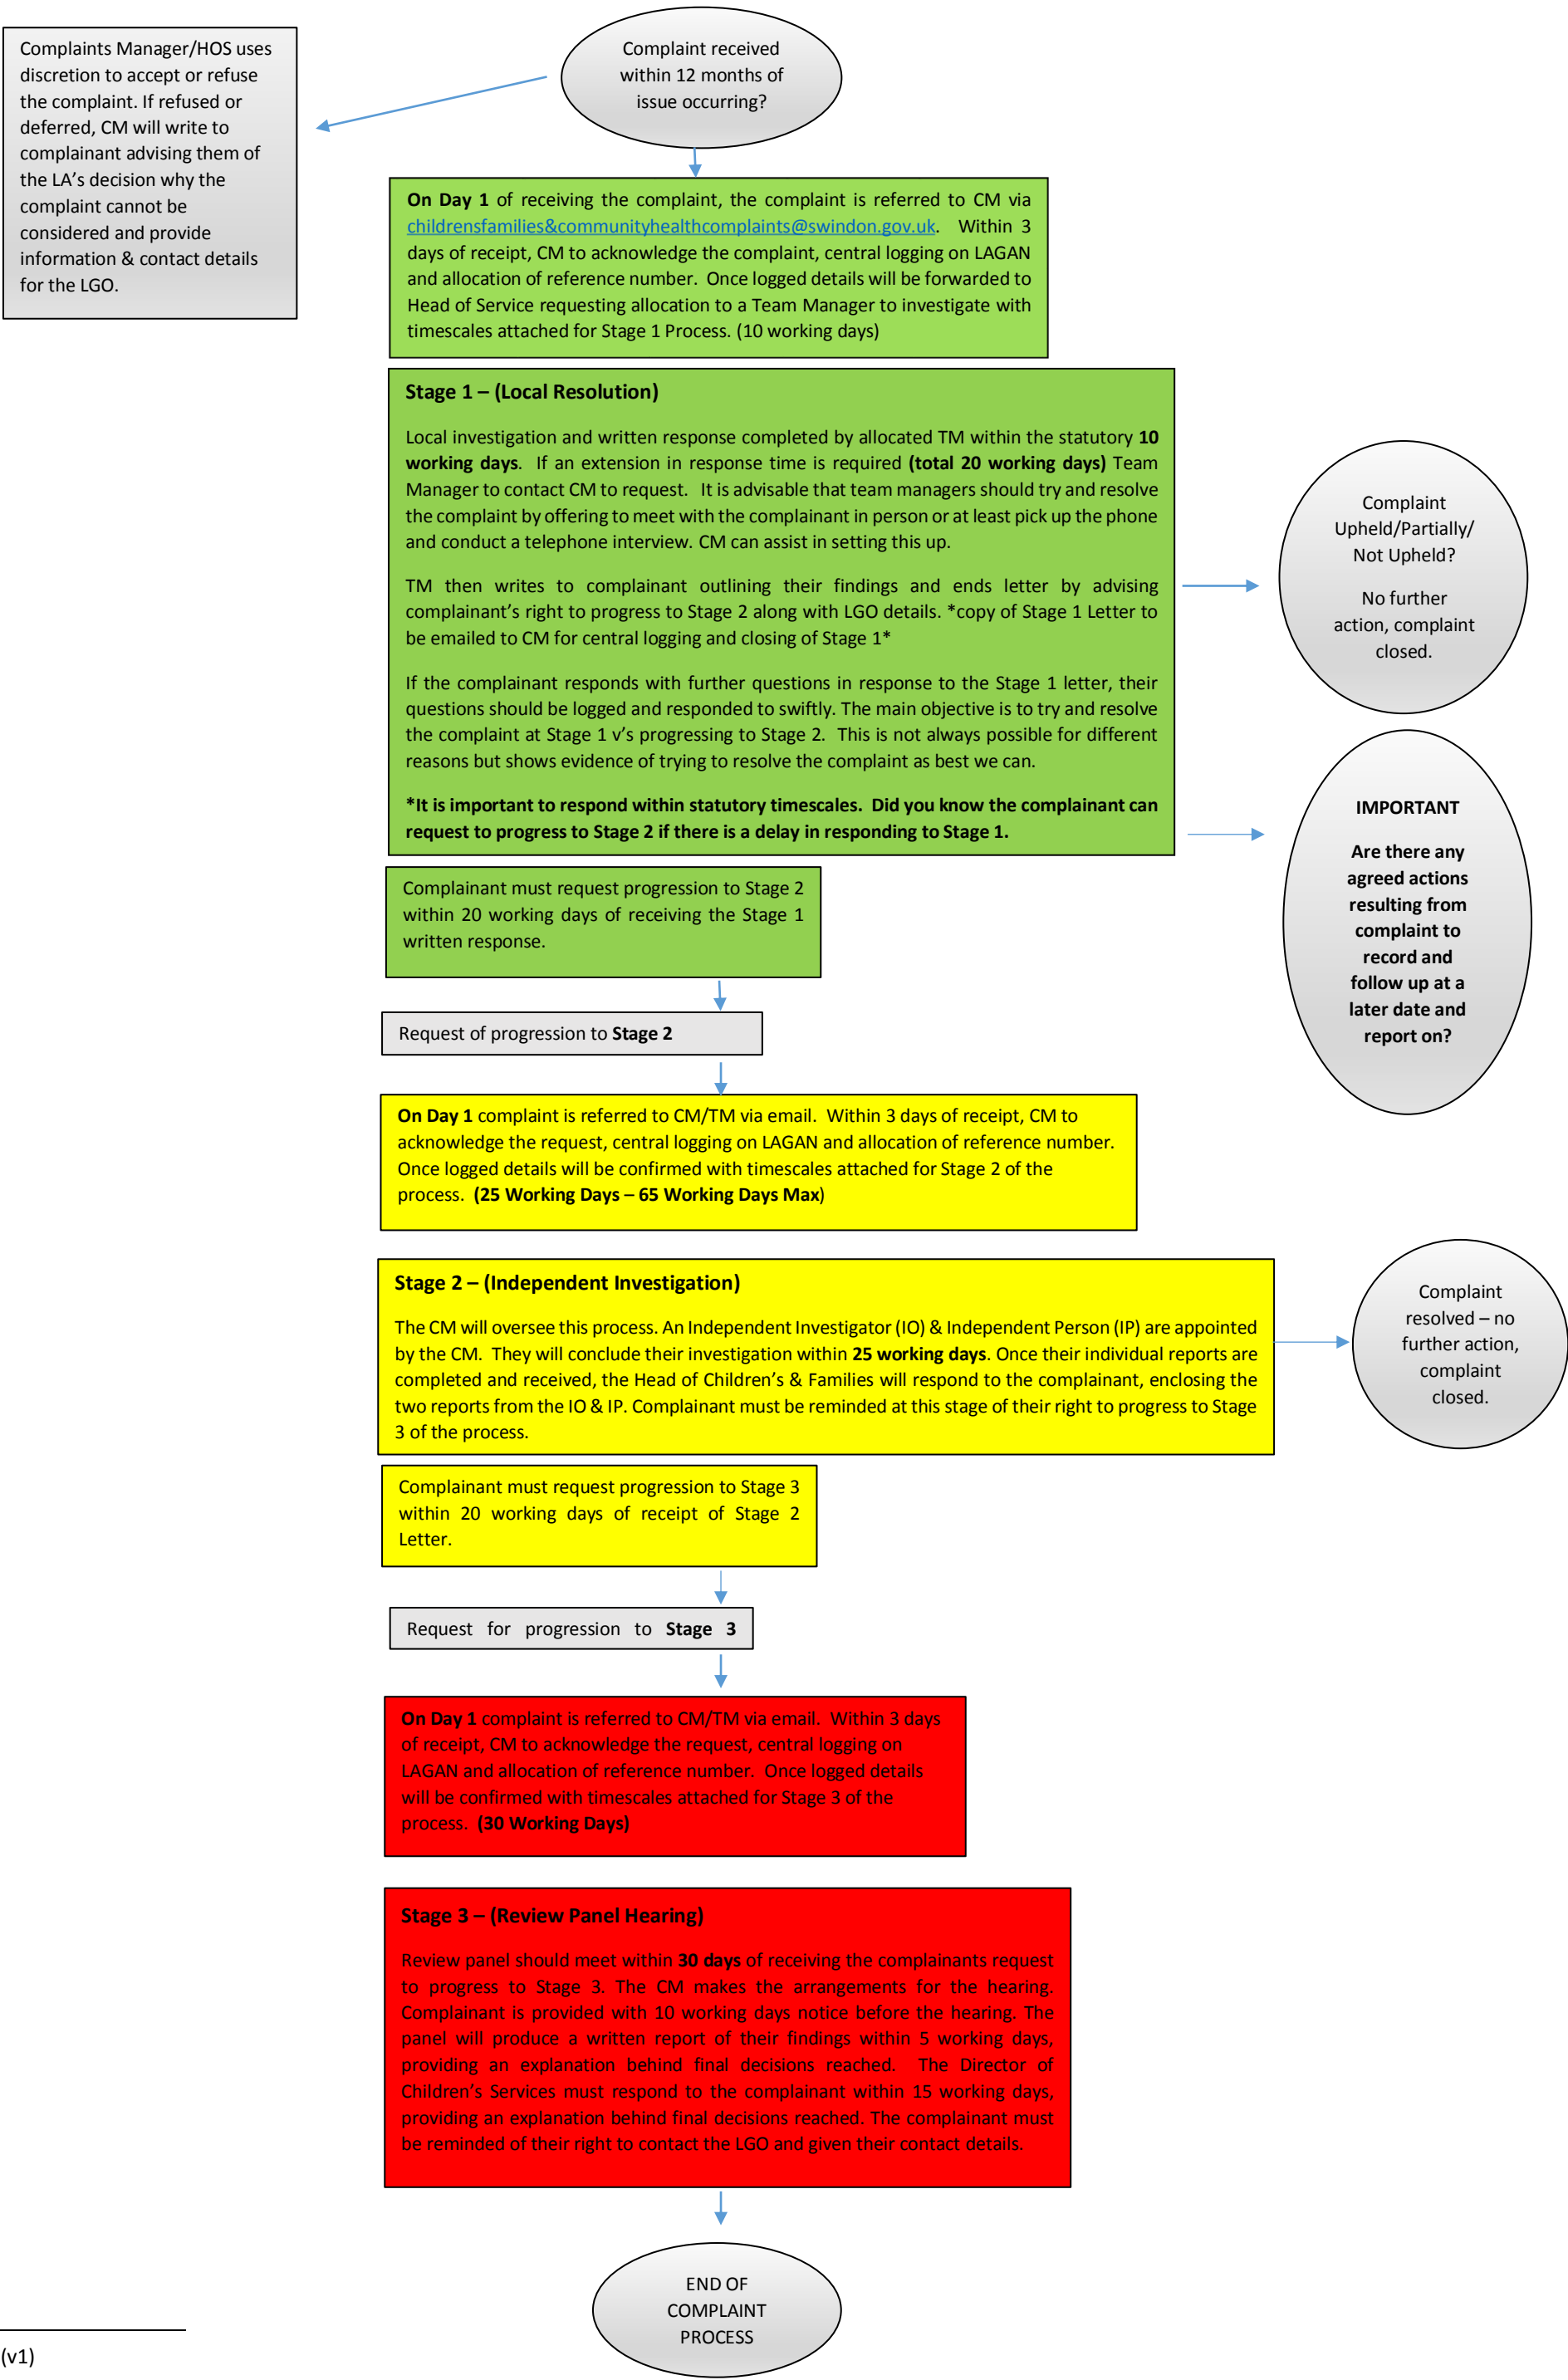 Complaints Manager/HOS uses
discretion to accept or refuse
the complaint. If refused or
deferred, CM will write to
complainant advising them of
the LA’s decision why the
complaint cannot be
considered and provide
information & contact details
for the LGO.
Complaint received
within 12 months of
issue occurring?
On Day 1 of receiving the complaint, the complaint is referred to CM via
childrensfamilies&communityhealthcomplaints@swindon.gov.uk. Within 3
days of receipt, CM to acknowledge the complaint, central logging on LAGAN
and allocation of reference number. Once logged details will be forwarded to
Head of Service requesting allocation to a Team Manager to investigate with
timescales attached for Stage 1 Process. (10 working days)
Stage 1 – (Local Resolution)
Local investigation and written response completed by allocated TM within the statutory 10
working days. If an extension in response time is required (total 20 working days) Team
Manager to contact CM to request. It is advisable that team managers should try and resolve
the complaint by offering to meet with the complainant in person or at least pick up the phone
and conduct a telephone interview. CM can assist in setting this up.
TM then writes to complainant outlining their findings and ends letter by advising
complainant’s right to progress to Stage 2 along with LGO details. *copy of Stage 1 Letter to
be emailed to CM for central logging and closing of Stage 1*
If the complainant responds with further questions in response to the Stage 1 letter, their
questions should be logged and responded to swiftly. The main objective is to try and resolve
the complaint at Stage 1 v’s progressing to Stage 2. This is not always possible for different
reasons but shows evidence of trying to resolve the complaint as best we can.
*It is important to respond within statutory timescales. Did you know the complainant can
request to progress to Stage 2 if there is a delay in responding to Stage 1.
Complaint
Upheld/Partially/
Not Upheld?
No further
action, complaint
closed.
IMPORTANT
Are there any
agreed actions
resulting from
complaint to
record and
follow up at a
later date and
report on?
Complainant must request progression to Stage 2
within 20 working days of receiving the Stage 1
written response.
Request of progression to Stage 2
On Day 1 complaint is referred to CM/TM via email. Within 3 days of receipt, CM to
acknowledge the request, central logging on LAGAN and allocation of reference number.
Once logged details will be confirmed with timescales attached for Stage 2 of the
process. (25 Working Days – 65 Working Days Max)
Stage 2 – (Independent Investigation)
The CM will oversee this process. An Independent Investigator (IO) & Independent Person (IP) are appointed
by the CM. They will conclude their investigation within 25 working days. Once their individual reports are
completed and received, the Head of Children’s & Families will respond to the complainant, enclosing the
two reports from the IO & IP. Complainant must be reminded at this stage of their right to progress to Stage
3 of the process.
Complaint
resolved – no
further action,
complaint
closed.
Complainant must request progression to Stage 3
within 20 working days of receipt of Stage 2
Letter.
Request for progression to Stage 3
On Day 1 complaint is referred to CM/TM via email. Within 3 days
of receipt, CM to acknowledge the request, central logging on
LAGAN and allocation of reference number. Once logged details
will be confirmed with timescales attached for Stage 3 of the
process. (30 Working Days)
Stage 3 – (Review Panel Hearing)
Review panel should meet within 30 days of receiving the complainants request
to progress to Stage 3. The CM makes the arrangements for the hearing.
Complainant is provided with 10 working days notice before the hearing. The
panel will produce a written report of their findings within 5 working days,
providing an explanation behind final decisions reached. The Director of
Children’s Services must respond to the complainant within 15 working days,
providing an explanation behind final decisions reached. The complainant must
be reminded of their right to contact the LGO and given their contact details.
END OF
COMPLAINT
PROCESS
(v1)